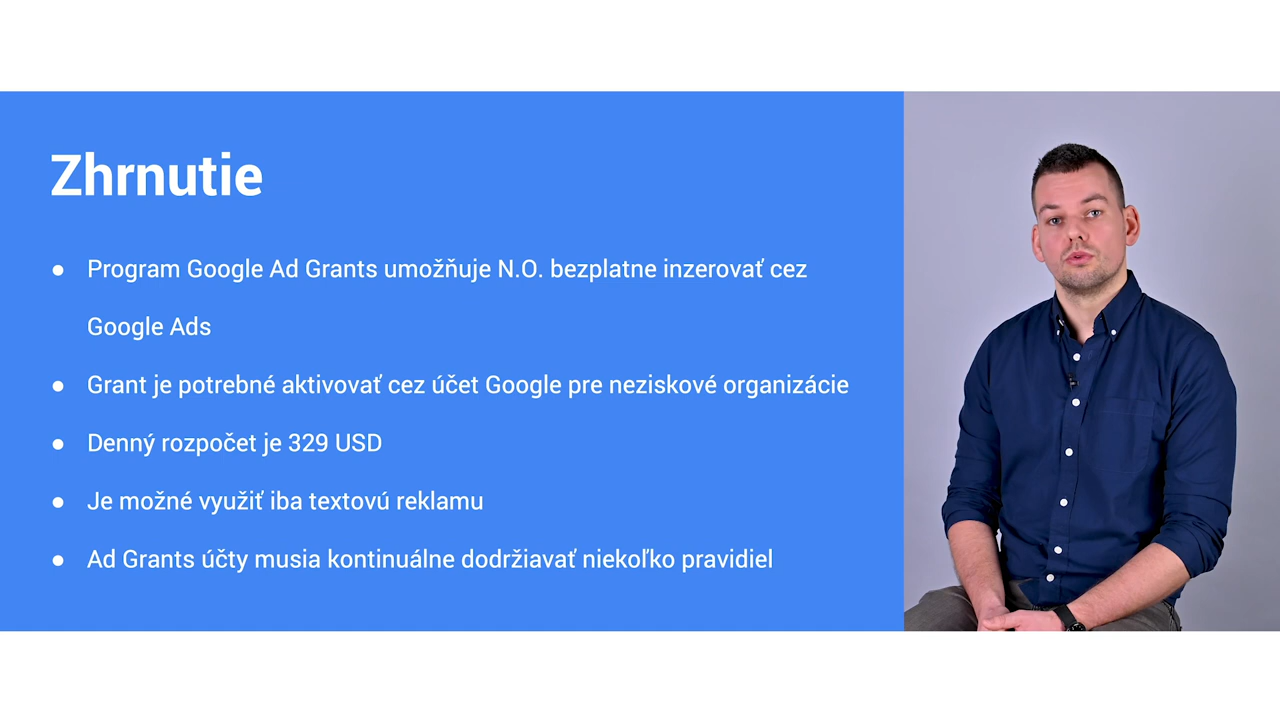 Zhrnutie
● Program Google Ad Grants umožňuje N.O. bezplatne inzerovať cez
Google Ads
● Grant je potrebné aktivovať cez účet Google pre neziskové organizácie
● Denný rozpočet je 329 USD
● Je možné využiť iba textovú reklamu
● Ad Grants účty musia kontinuálne dodržiavať niekoľko pravidiel